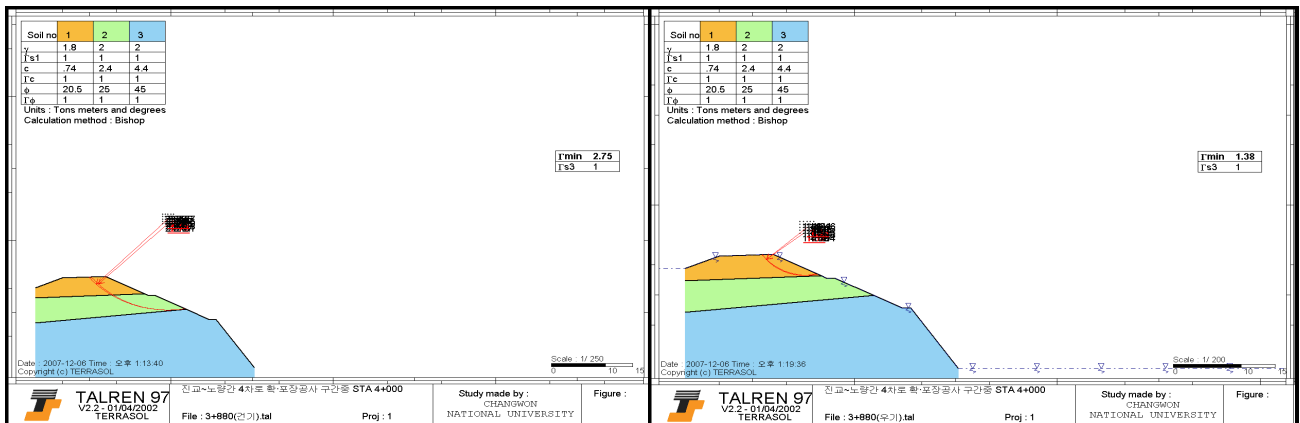 Soil no 1 2 3
γ 1.8 2 2
Γs1 1 1 1
c .74 2.4 4.4
Γc 1 1 1
ϕ 20.5 25 45
Γϕ 1 1 1
Units : Tons meters and degrees
Calculation method : Bishop
Γmin 2.75
Γs3 1
Date : 2007-12-06 Time : 오후 1:13:40
Copyright (c) TERRASOL
Scale : 1/ 250
0 10 15
TALREN 97
V2.2 - 01/04/2002
TERRASOL
진교~노량간 4차로 확·포장공사 구간중 STA 4+000
File : 3+880(건기).tal
Proj : 1
Study made by :
CHANGWON
NATIONAL UNIVERSITY
Figure :
Soil no 1 2 3
γ 1.8 2 2
Γs1 1 1 1
c .74 2.4 4.4
Γc 1 1 1
ϕ 20.5 25 45
Γϕ 1 1 1
Units : Tons meters and degrees
Calculation method : Bishop
Γmin 1.38
Γs3 1
Date : 2007-12-06 Time : 오후 1:19:36
Copyright (c) TERRASOL
Scale : 1/ 200
0 10 15
TALREN 97
V2.2 - 01/04/2002
TERRASOL
진교~노량간 4차로 확·포장공사 구간중 STA 4+000
File : 3+880(우기).tal
Proj : 1
Study made by :
CHANGWON
NATIONAL UNIVERSITY
Figure :